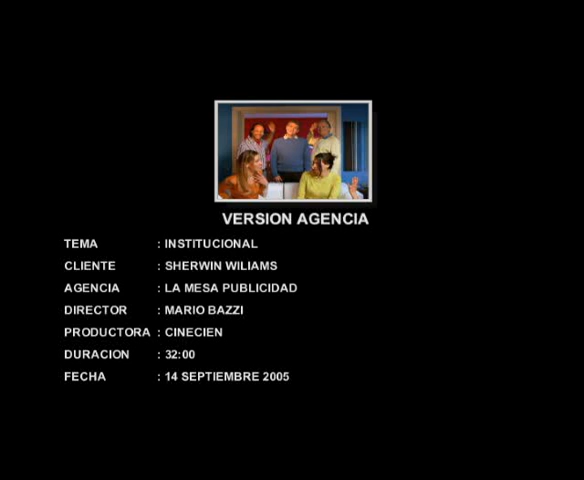 VERSION AGENCIA
TEMA : INSTITUCIONAL
CLIENTE : SHERWIN WILIAMS
AGENCIA : LA MESA PUBLICIDAD
DIRECTOR : MARIO BAZZI
PRODUCTORA : CINECIEN
DURACION : 32:00
FECHA : 14 SEPTIEMBRE 2005